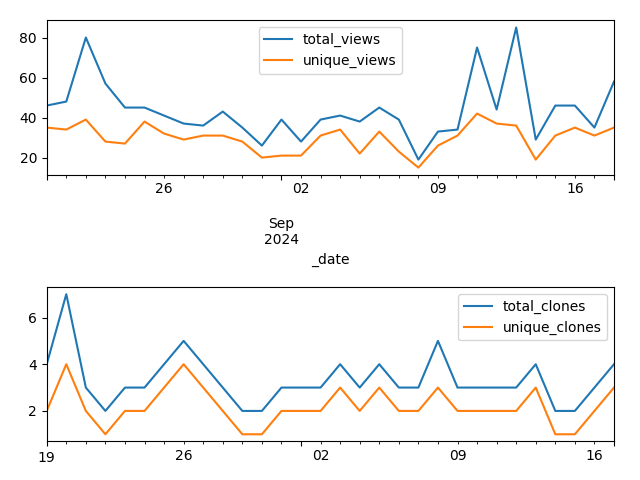 total_views
unique_views
80
60
40
20
26
02
09
16
Sep
2024
_date
total_clones
unique_clones
6
4
2
19
26
02
09
16